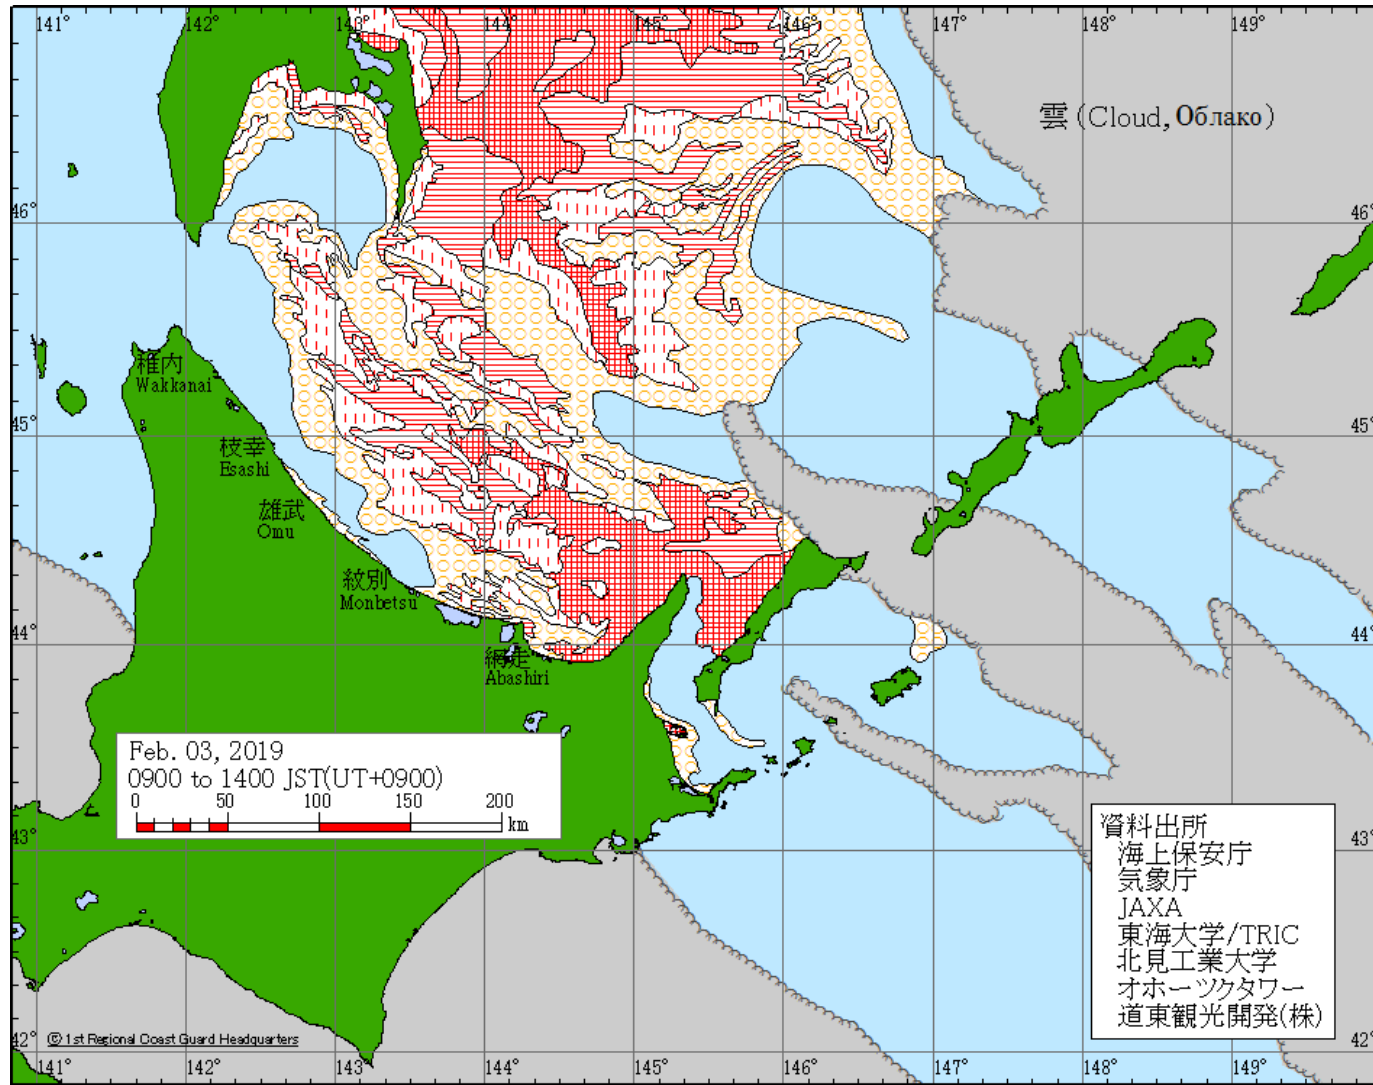 141° 142° 143° 144° 145° 146° 147° 148° 149°
雲 (Cloud, Облако)
46° 46°
稚内
Wakkanai
45° 45°
枝幸
Esashi
雄武
Omu
紋別
Monbetsu
44° 44°
網走
Abashiri
Feb. 03, 2019
0900 to 1400 JST(UT+0900)
0 50 100 150 200
km
43° 43°
資料出所
海上保安庁
気象庁
JAXA
東海大学/TRIC
北見工業大学
オホーツクタワー
道東観光開発(株)
42° 42°
© 1st Regional Coast Guard Headquarters
141° 142° 143° 144° 145° 146° 147° 148° 149°